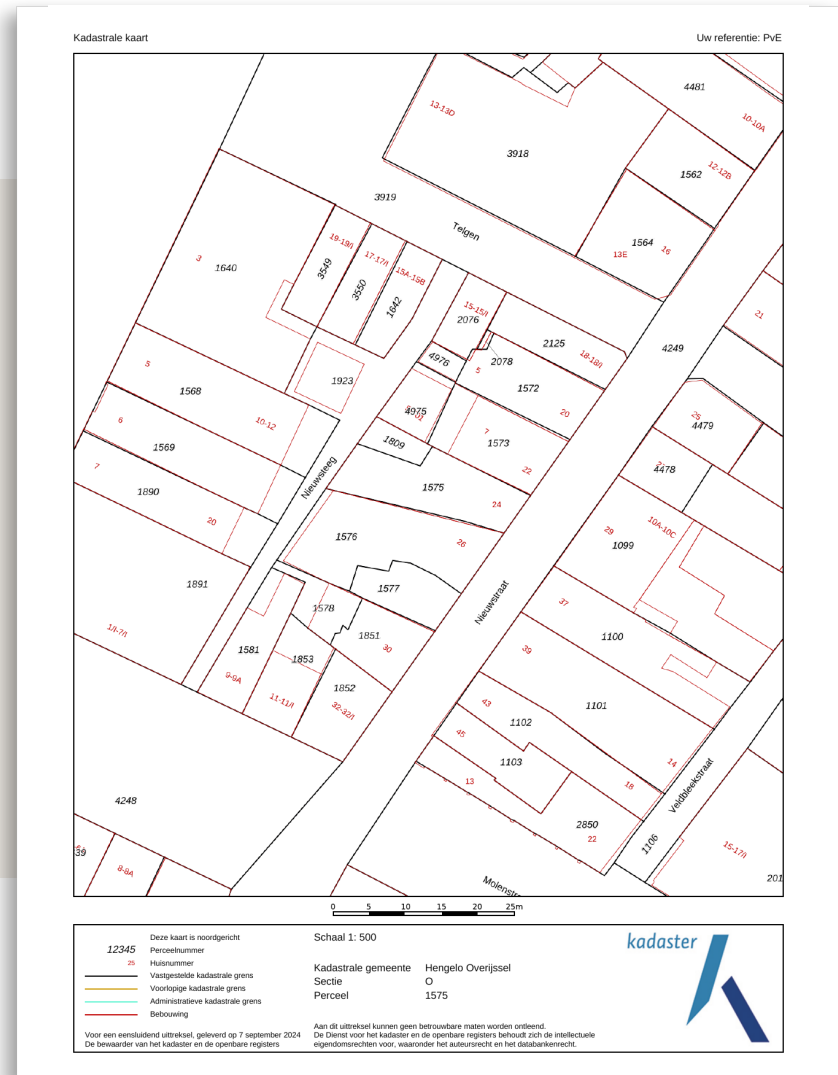 Kadastrale kaart
Uw referentie: PvE
4481
13-13D
10-10A
3918
12-12B
1562
3919
Telgen
1564
16
13E
19-19/I
3
1640
3549
17-17/I
3550
15A-15B
1642
15-15/I
2076
21
2125
4249
18-18/I
4976
2078
5
5
1572
1923
1568
20
4975
25
4479
6
10-12
7
1573
1809
1569
22
4478
7
Nieuwsteeg
1575
1890
24
20
10A-10C
29
1576
26
1099
1891
1577
Nieuwstraat
37
1578
1/I-7/I
1851
1100
1581
30
39
1853
9-9A
1852
11-11/I
32-32/I
43
1101
1102
45
1103
14
13
18
Veldbleekstraat
4248
2850
22
1106
15-17/I
39
8-8A
201
0 5 10 15 20 25m
Deze kaart is noordgericht
12345 Perceelnummer
25 Huisnummer
Vastgestelde kadastrale grens
Voorlopige kadastrale grens
Administratieve kadastrale grens
Bebouwing
Voor een eensluidend uittreksel, geleverd op 7 september 2024
De bewaarder van het kadaster en de openbare registers
Schaal 1: 500
Kadastrale gemeente Hengelo Overijssel
Sectie O
Perceel 1575
Aan dit uittreksel kunnen geen betrouwbare maten worden ontleend.
De Dienst voor het kadaster en de openbare registers behoudt zich de intellectuele
eigendomsrechten voor, waaronder het auteursrecht en het databankenrecht.
kadaster